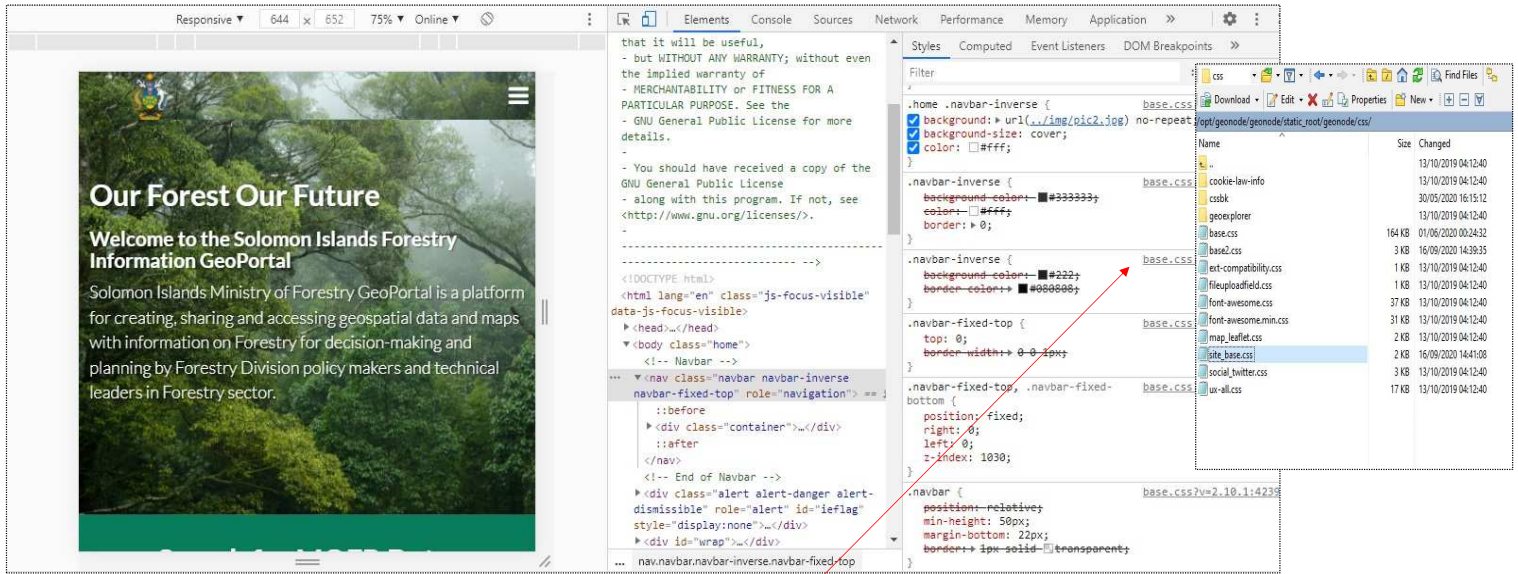 Responsive ▼ 644 x 652 75% ▼ Online ▼
Our Forest Our Future
Welcome to the Solomon Islands Forestry
Information GeoPortal
Solomon Islands Ministry of Forestry GeoPortal is a platform
for creating, sharing and accessing geospatial data and maps
with information on Forestry for decision-making and
planning by Forestry Division policy makers and technical
leaders in Forestry sector.
Elements Console Sources Network Performance Memory Application »
that it will be useful,
- but WITHOUT ANY WARRANTY; without even
the implied warranty of
- MERCHANTABILITY or FITNESS FOR A
PARTICULAR PURPOSE. See the
- GNU General Public License for more
details.
-
- You should have received a copy of the
GNU General Public License
- along with this program. If not, see
<http://www.gnu.org/licenses/>.
-
----------------------------------------
--------------------------- -->
<!DOCTYPE html>
<html lang="en" class="js-focus-visible"
data-js-focus-visible>
▶<head>…</head>
▼<body class="home">
<!-- Navbar -->
... ▼<nav class="navbar navbar-inverse
navbar-fixed-top" role="navigation"> ==
::before
▶<div class="container">…</div>
::after
</nav>
<!-- End of Navbar -->
▶<div class="alert alert-danger alert-
dismissible" role="alert" id="ieflag"
style="display:none">…</div>
▶<div id="wrap">…</div>
... nav.navbar.navbar-inverse.navbar-fixed-top
Styles Computed Event Listeners DOM Breakpoints »
Filter
}
.home .navbar-inverse { base.css
background: ▶ url(../img/pic2.jpg) no-repeat;
background-size: cover;
color: #fff;
}
.navbar-inverse { base.css
background-color: #333333;
color: #fff;
border: ▶ 0;
}
.navbar-inverse { base.css
background-color: #222;
border-color: ▶ #080808;
}
.navbar-fixed-top { base.css
top: 0;
border-width: ▶ 0 0 1px;
}
.navbar-fixed-top, .navbar-fixed- base.css
bottom {
position: fixed;
right: 0;
left: 0;
z-index: 1030;
}
.navbar { base.css?v=2.10.1:4239
position: relative;
min-height: 50px;
margin-bottom: 22px;
border: ▶ 1px solid transparent;
}
css Find Files
Download Edit Properties New
/opt/geonode/geonode/static_root/geonode/css/
Name Size Changed
.. 13/10/2019 04:12:40
cookie-law-info 13/10/2019 04:12:40
cssbk 30/05/2020 16:15:12
geoexplorer 13/10/2019 04:12:40
base.css 164 KB 01/06/2020 00:24:32
base2.css 3 KB 16/09/2020 14:39:35
ext-compatibility.css 1 KB 13/10/2019 04:12:40
fileuploadfield.css 1 KB 13/10/2019 04:12:40
font-awesome.css 37 KB 13/10/2019 04:12:40
font-awesome.min.css 31 KB 13/10/2019 04:12:40
map_leaflet.css 2 KB 13/10/2019 04:12:40
site_base.css 2 KB 16/09/2020 14:41:08
social_twitter.css 3 KB 13/10/2019 04:12:40
ux-all.css 17 KB 13/10/2019 04:12:40